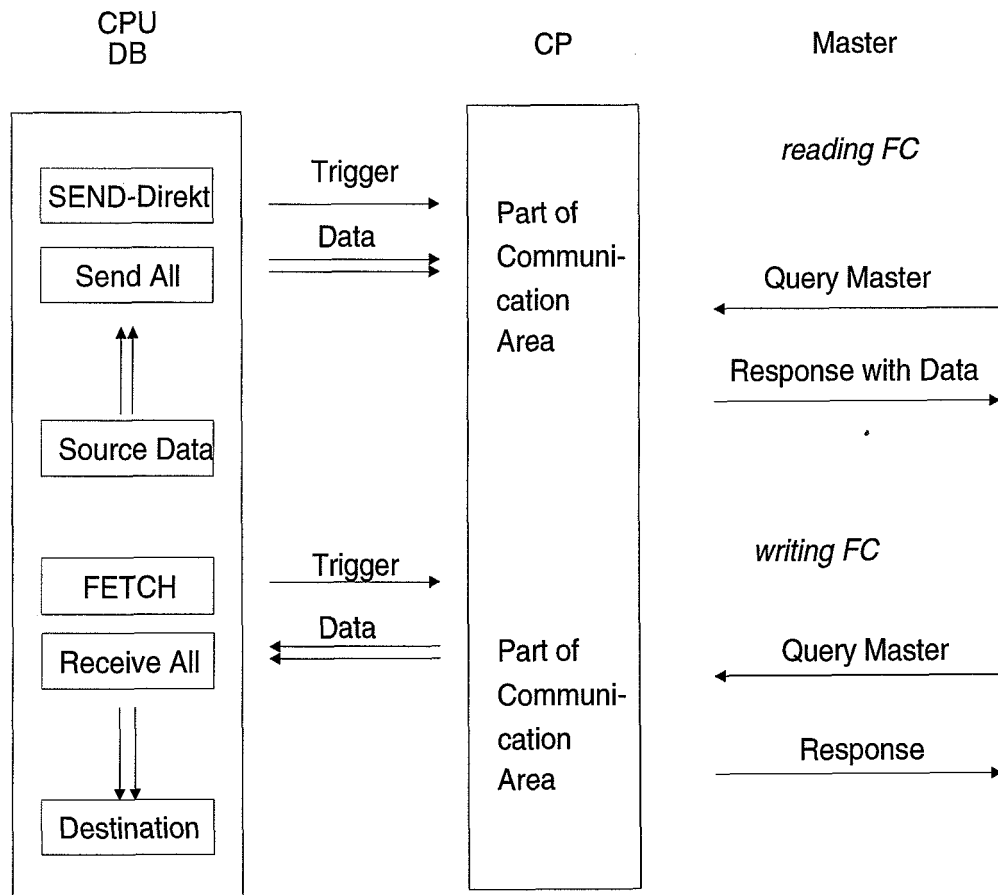 CPU
DB
CP
Master
reading FC
SEND-Direkt
Trigger
Data
Send All
Part of
Communi-
cation
Area
Query Master
Response with Data
Source Data
writing FC
FETCH
Trigger
Data
Receive All
Part of
Communi-
cation
Area
Query Master
Response
Destination